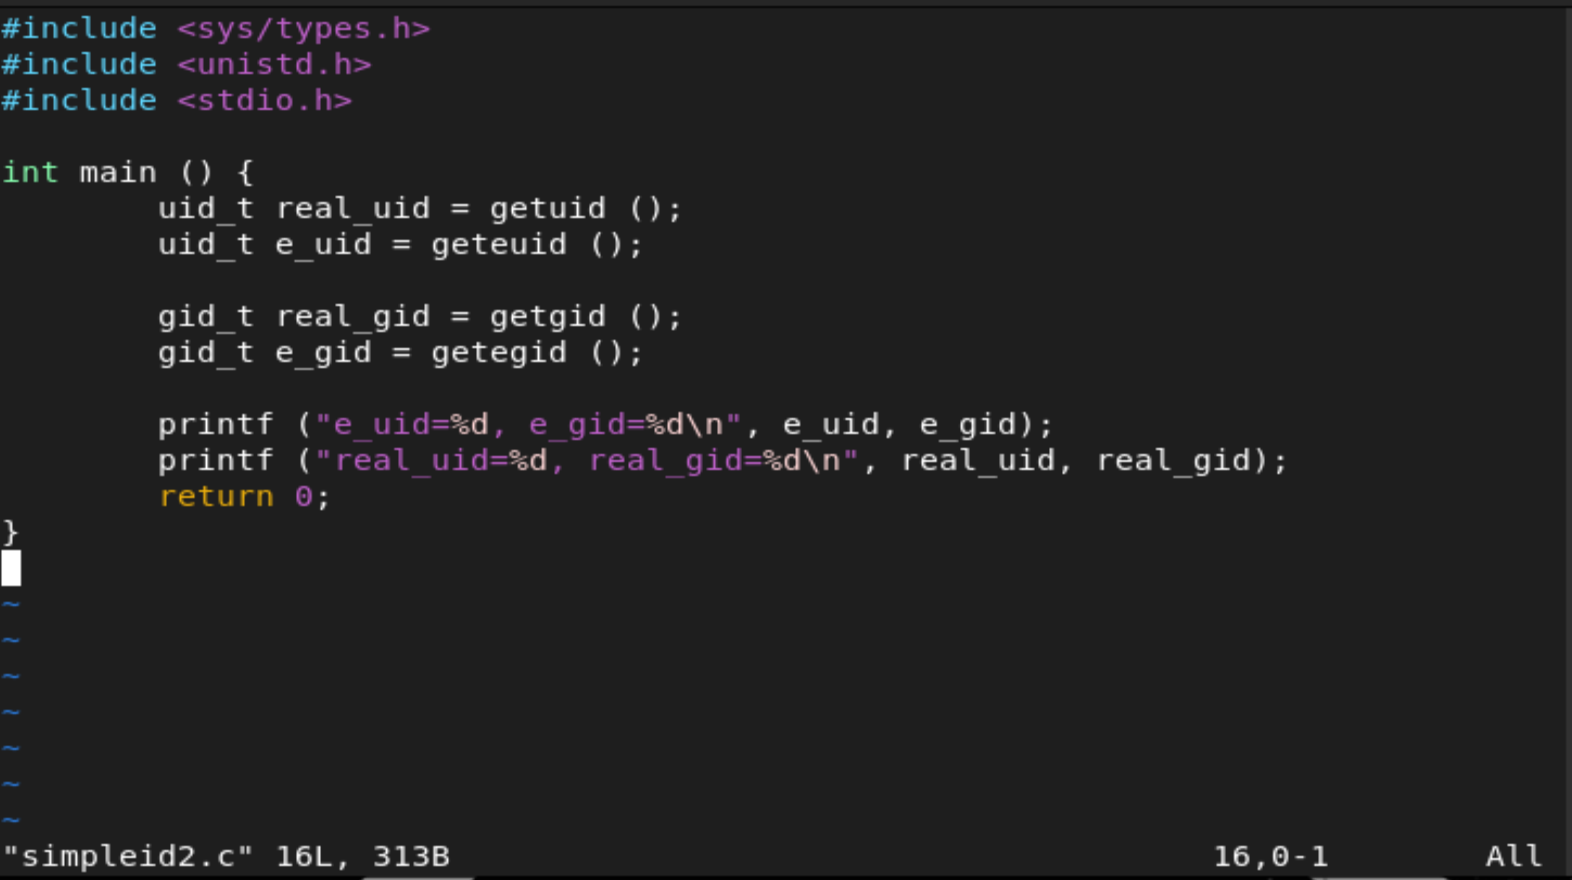 #include <sys/types.h>
#include <unistd.h>
#include <stdio.h>

int main () {
        uid_t real_uid = getuid ();
        uid_t e_uid = geteuid ();

        gid_t real_gid = getgid ();
        gid_t e_gid = getegid ();

        printf ("e_uid=%d, e_gid=%d\n", e_uid, e_gid);
        printf ("real_uid=%d, real_gid=%d\n", real_uid, real_gid);
        return 0;
}

~
~
~
~
~
~
~
"simpleid2.c" 16L, 313B 16,0-1 All